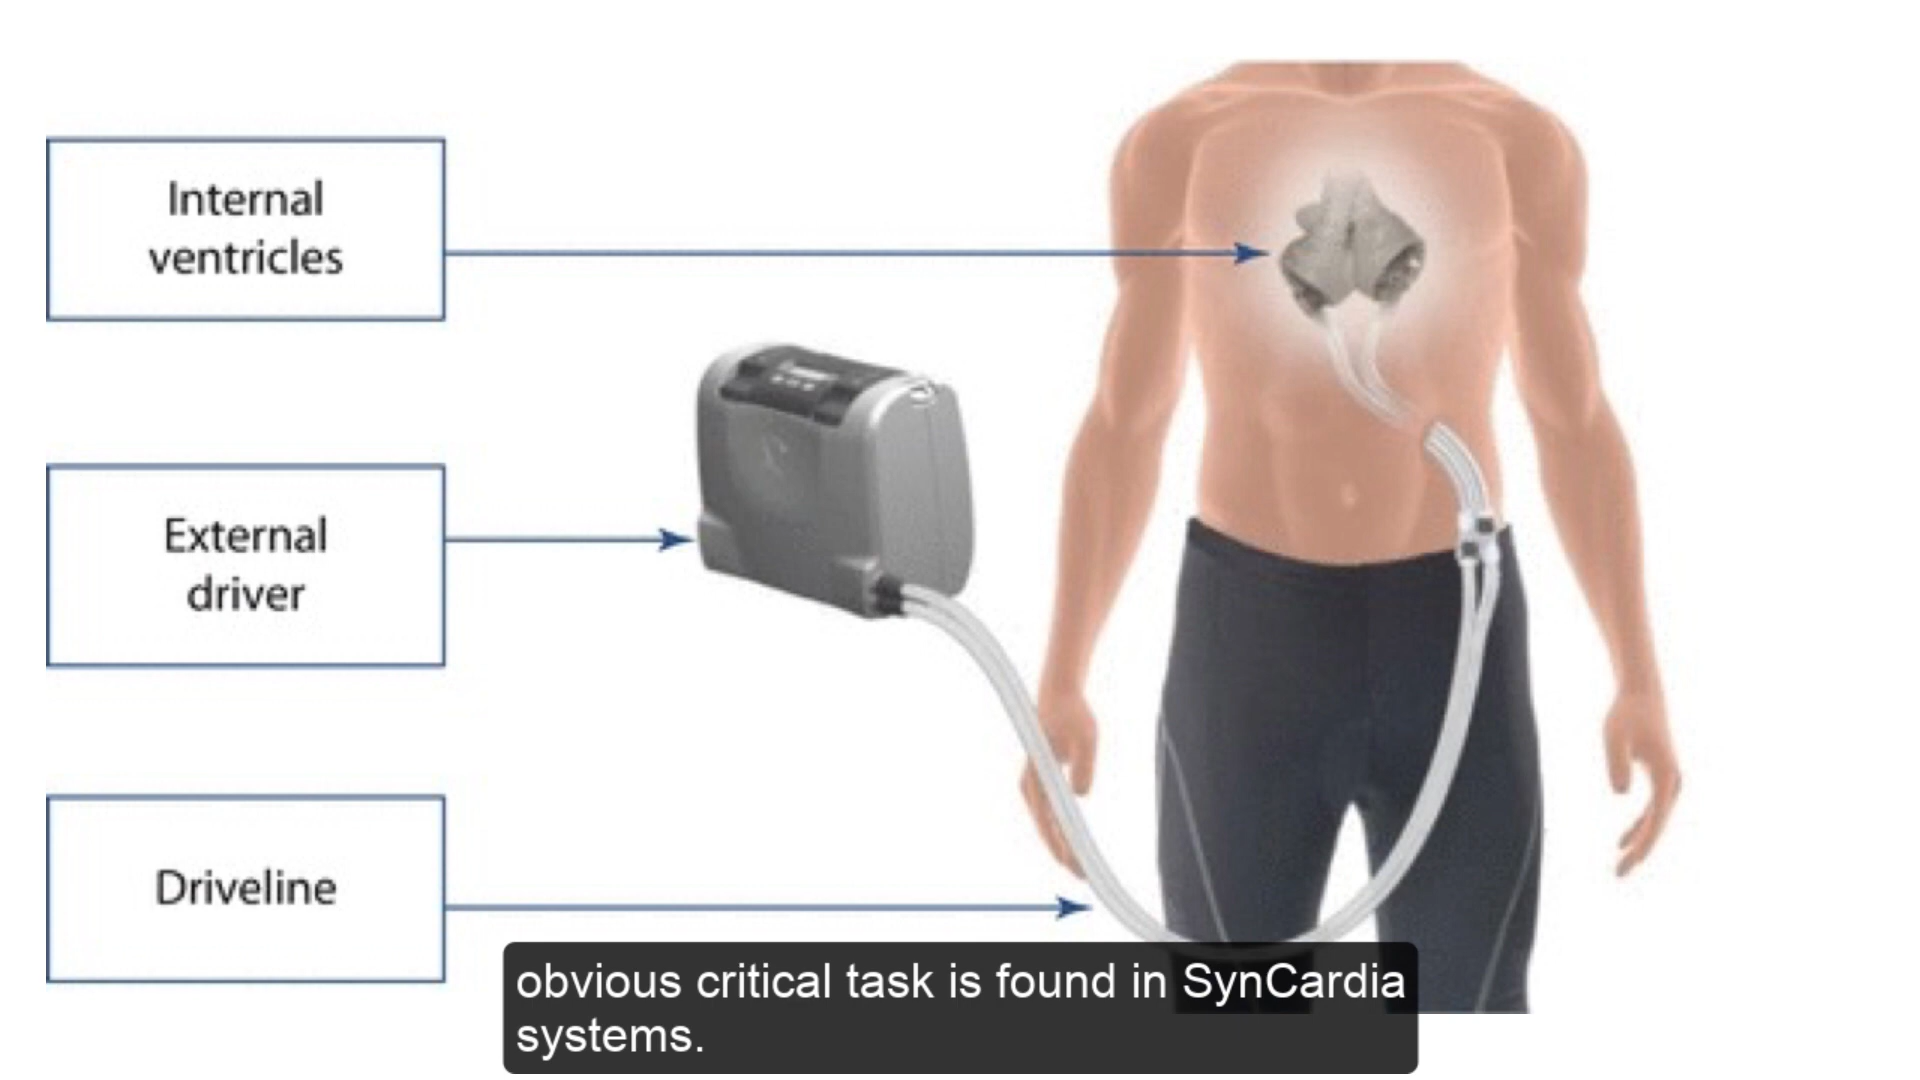 Internal
ventricles
External
driver
Driveline
obvious critical task is found in SynCardia
systems.